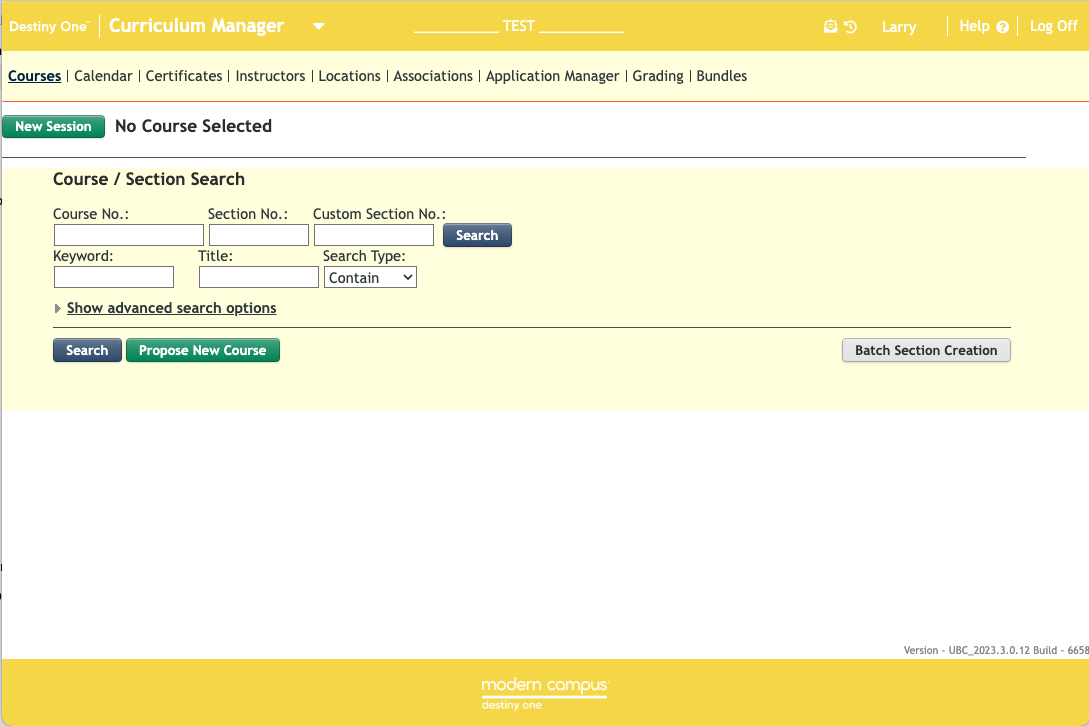 Destiny One™ Curriculum Manager __________ TEST __________ Larry Help Log Off
Courses | Calendar | Certificates | Instructors | Locations | Associations | Application Manager | Grading | Bundles
New Session No Course Selected
Course / Section Search
Course No.: Section No.: Custom Section No.:
Search
Keyword: Title: Search Type:
Contain
Show advanced search options
Search Propose New Course Batch Section Creation
Version - UBC_2023.3.0.12 Build - 6658
modern campus
destiny one